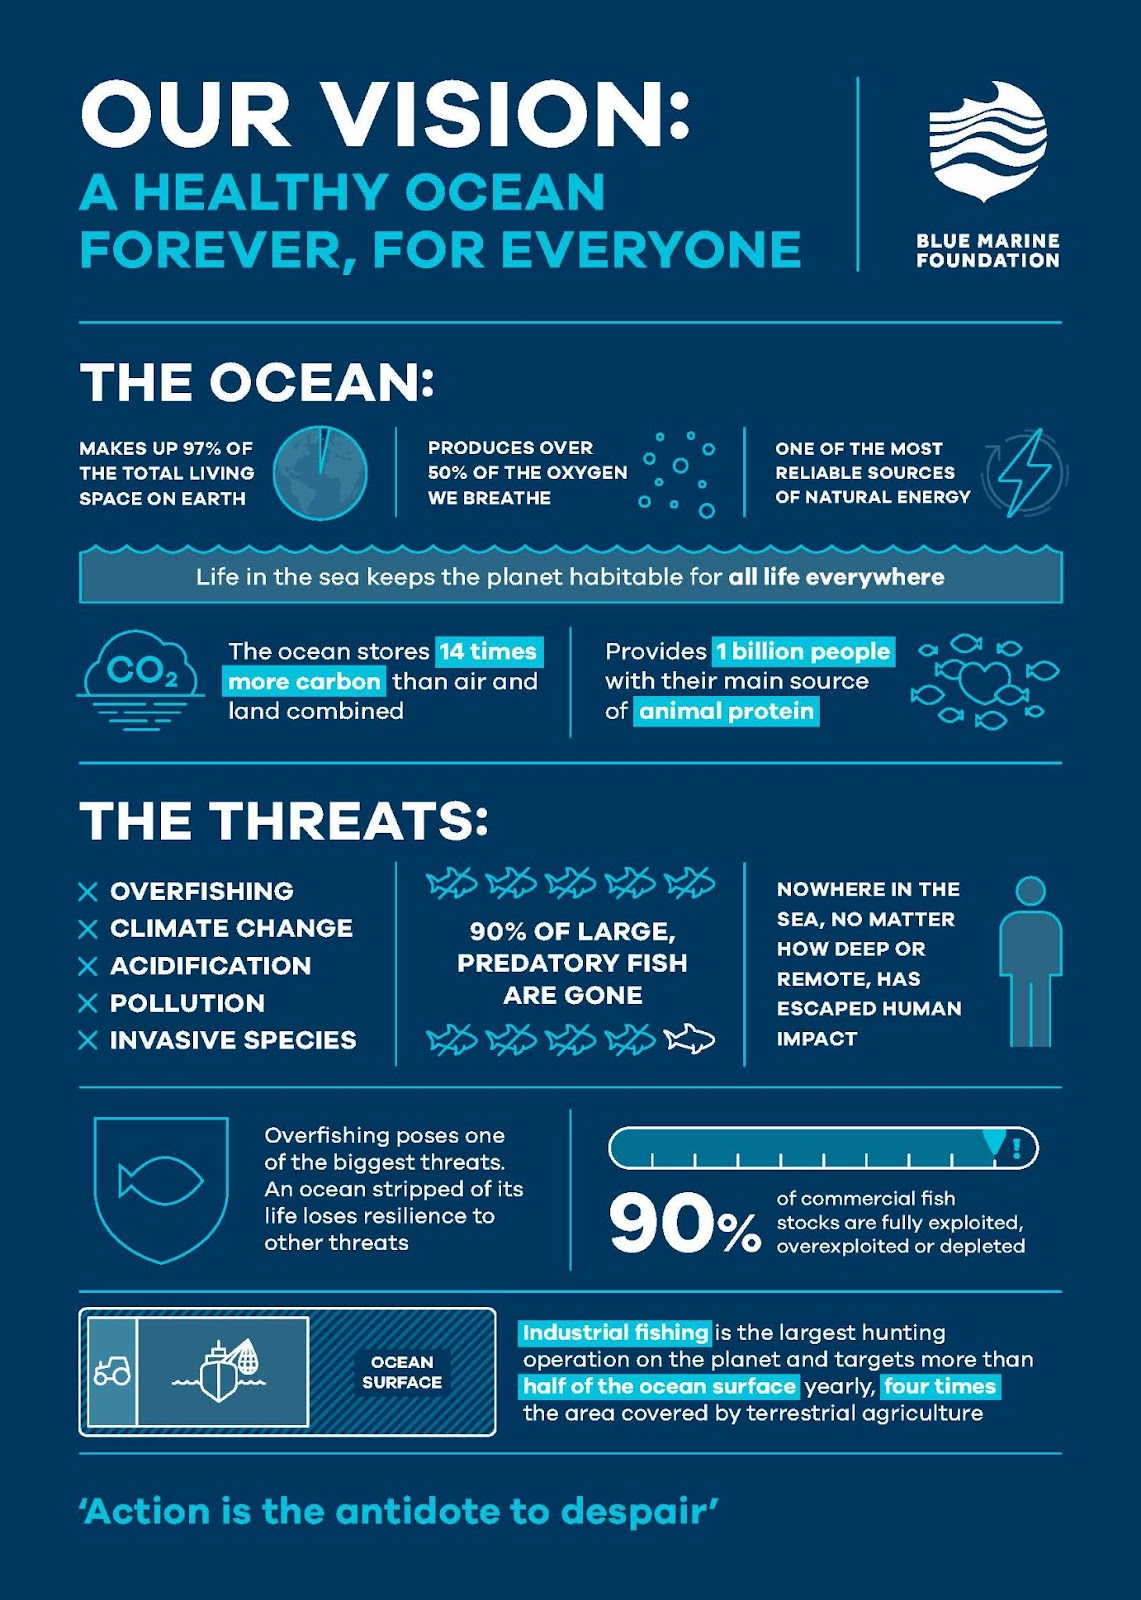 OUR VISION:
A HEALTHY OCEAN
FOREVER, FOR EVERYONE
BLUE MARINE
FOUNDATION
THE OCEAN:
MAKES UP 97% OF
THE TOTAL LIVING
SPACE ON EARTH
PRODUCES OVER
50% OF THE OXYGEN
WE BREATHE
ONE OF THE MOST
RELIABLE SOURCES
OF NATURAL ENERGY
Life in the sea keeps the planet habitable for all life everywhere
CO₂
The ocean stores 14 times
more carbon than air and
land combined
Provides 1 billion people
with their main source
of animal protein
THE THREATS:
OVERFISHING
CLIMATE CHANGE
ACIDIFICATION
POLLUTION
INVASIVE SPECIES
90% OF LARGE,
PREDATORY FISH
ARE GONE
NOWHERE IN THE
SEA, NO MATTER
HOW DEEP OR
REMOTE, HAS
ESCAPED HUMAN
IMPACT
Overfishing poses one
of the biggest threats.
An ocean stripped of its
life loses resilience to
other threats
!
90%
of commercial fish
stocks are fully exploited,
overexploited or depleted
OCEAN
SURFACE
Industrial fishing is the largest hunting
operation on the planet and targets more than
half of the ocean surface yearly, four times
the area covered by terrestrial agriculture
‘Action is the antidote to despair’